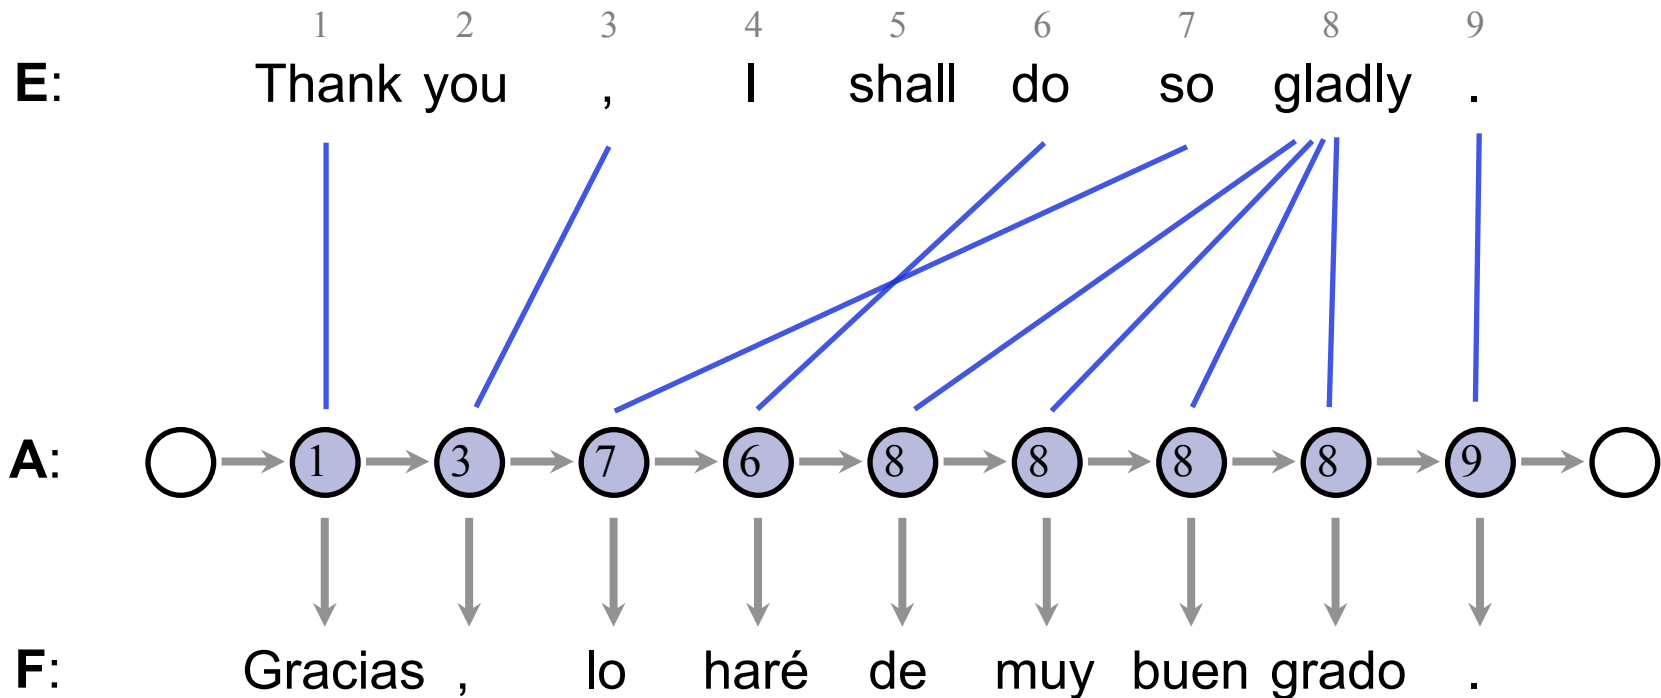 1 2 3 4 5 6 7 8 9
E: Thank you , I shall do so gladly .
A: 1 3 7 6 8 8 8 8 9
F: Gracias , lo haré de muy buen grado .